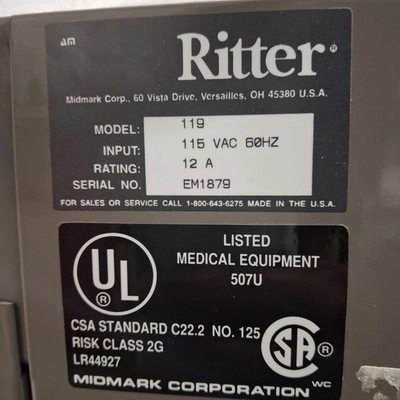 Ritter®
Midmark Corp., 60 Vista Drive, Versailles, OH 45380 U.S.A.
MODEL: 119
INPUT: 115 VAC 60HZ
RATING: 12 A
SERIAL NO. EM1879
FOR SALES OR SERVICE CALL 1-800-643-6275 MADE IN THE U.S.A.
UL®
LISTED
MEDICAL EQUIPMENT
507U
CSA STANDARD C22.2 NO. 125
RISK CLASS 2G
LR44927
SA®
MIDMARK CORPORATION WC